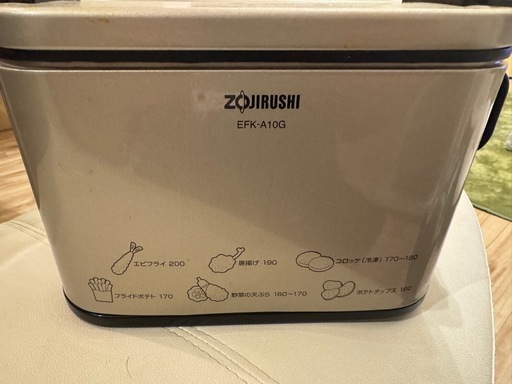 ZOJIRUSHI
EFK-A10G
エビフライ 200
唐揚げ 190
コロッケ(冷凍) 170~180
フライドポテト 170
野菜の天ぷら 160~170
ポテトチップス 160